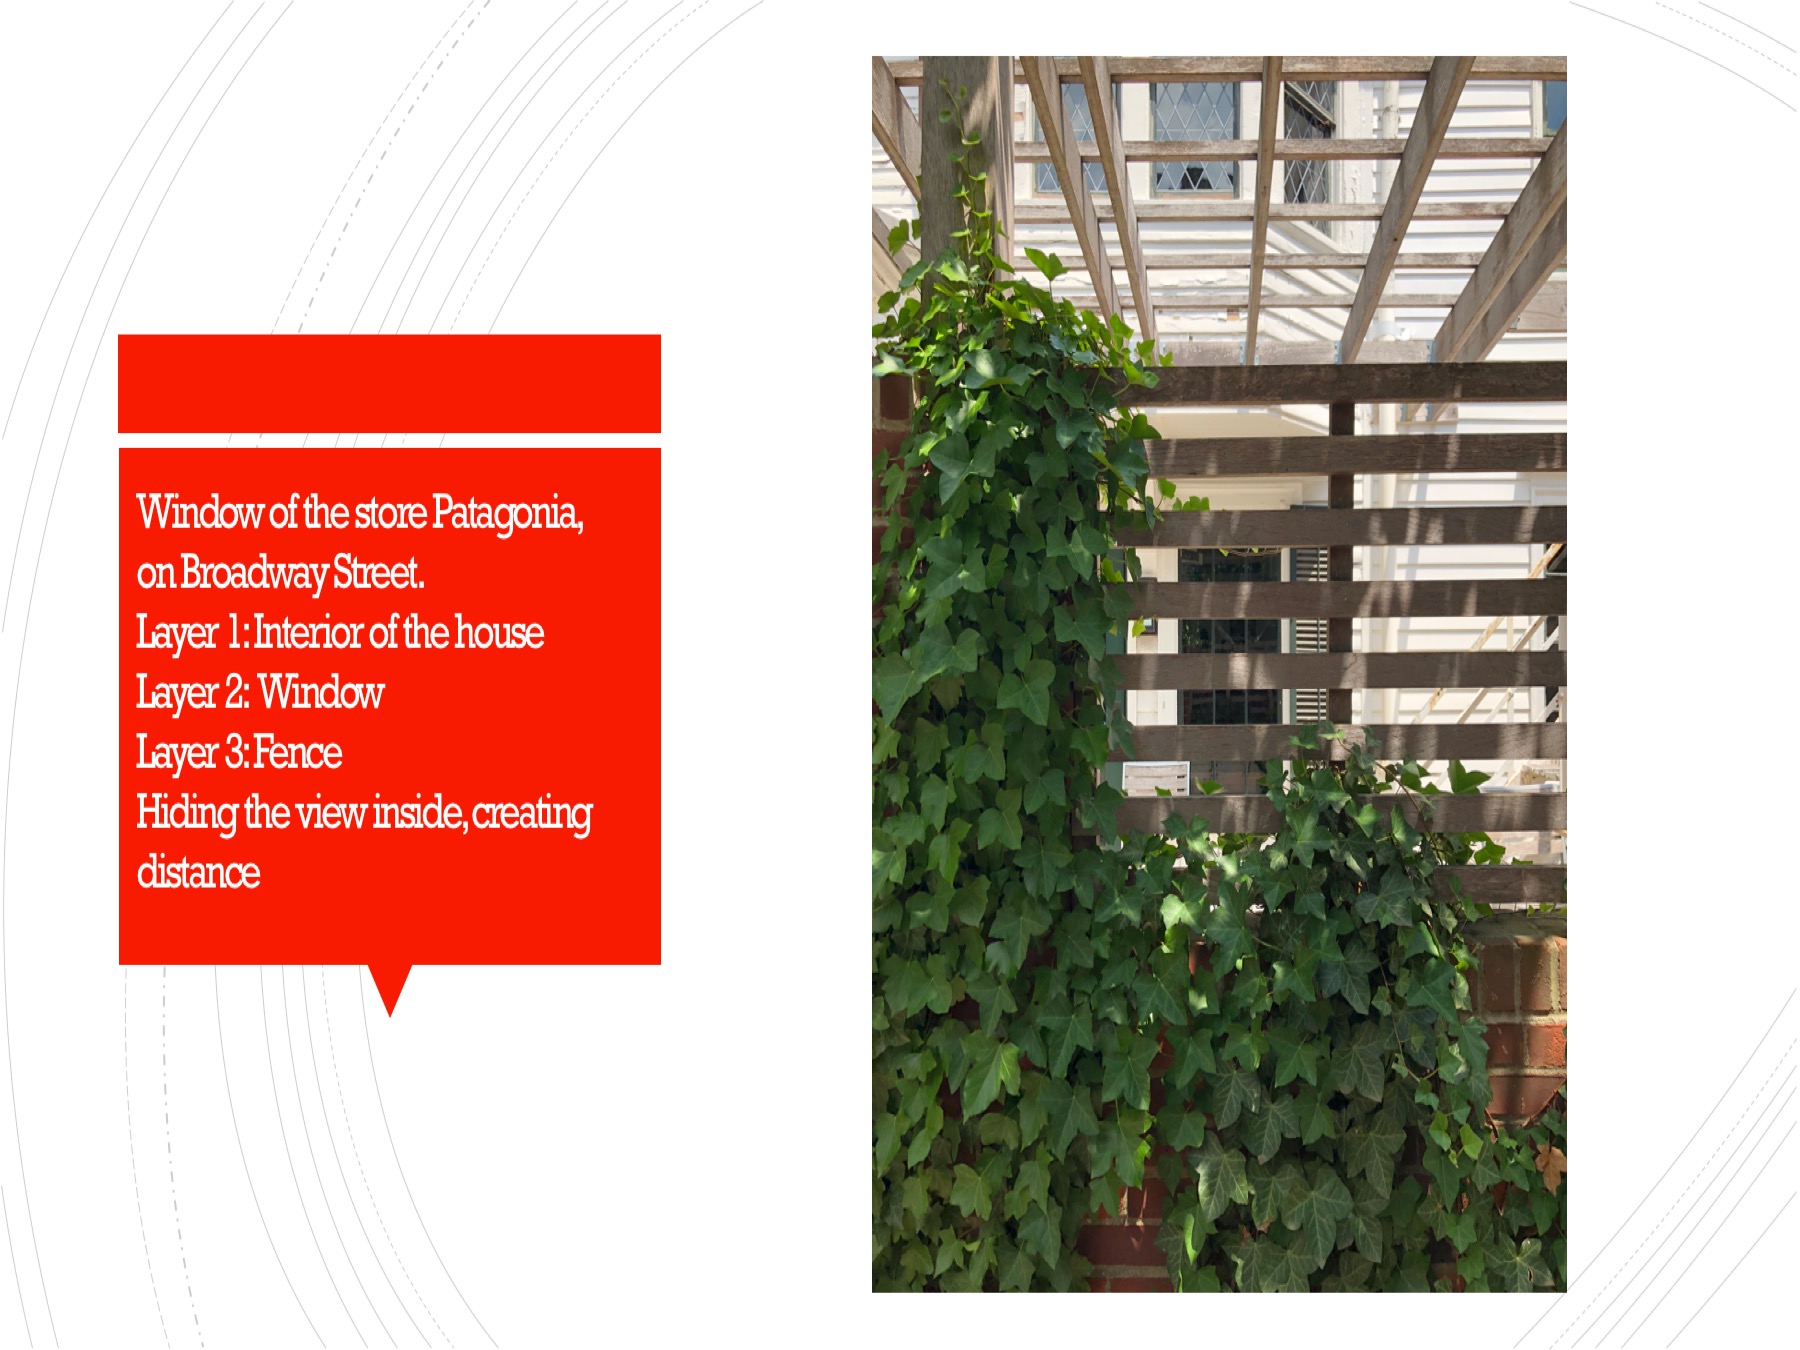 Window of the store Patagonia,
on Broadway Street.
Layer 1: Interior of the house
Layer 2: Window
Layer 3: Fence
Hiding the view inside, creating
distance